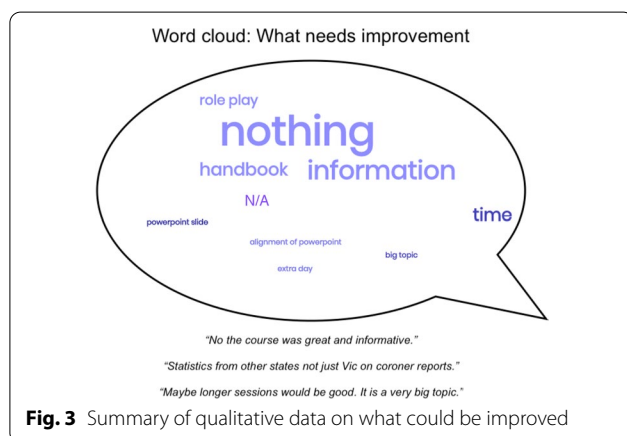 Word cloud: What needs improvement
role play
nothing
handbook information
N/A
time
powerpoint slide
alignment of powerpoint
big topic
extra day
“No the course was great and informative.”
“Statistics from other states not just Vic on coroner reports.”
“Maybe longer sessions would be good. It is a very big topic.”
Fig. 3 Summary of qualitative data on what could be improved